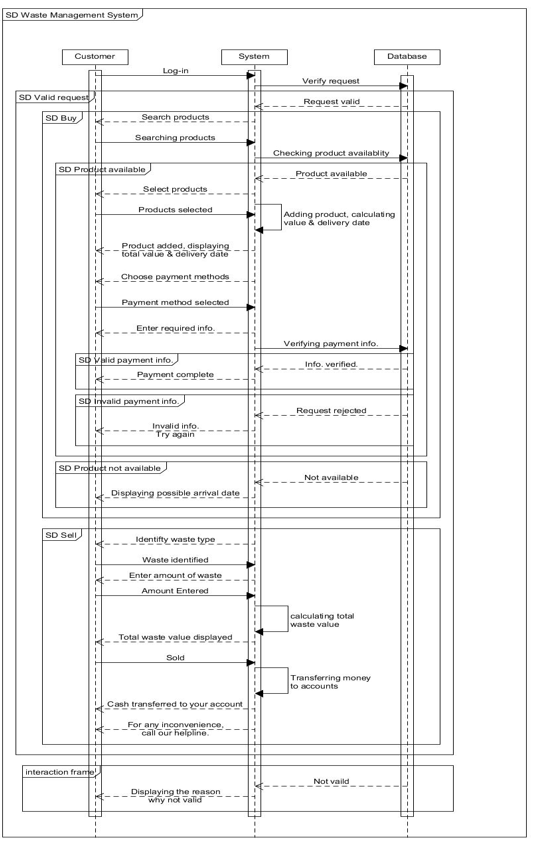 SD Waste Management System
Customer
System
Database
Log-in
Verify request
SD Valid request
Request valid
SD Buy
Search products
Searching products
Checking product availablity
SD Product available
Product available
Select products
Products selected
Adding product, calculating
value & delivery date
Product added, displaying
total value & delivery date
Choose payment methods
Payment method selected
Enter required info.
Verifying payment info.
SD Valid payment info.
Info. verified.
Payment complete
SD Invalid payment info.
Request rejected
Invalid info.
Try again
SD Product not available
Not available
Displaying possible arrival date
SD Sell
Identifty waste type
Waste identified
Enter amount of waste
Amount Entered
calculating total
waste value
Total waste value displayed
Sold
Transferring money
to accounts
Cash transferred to your account
For any inconvenience,
call our helpline.
interaction frame
Not vaild
Displaying the reason
why not valid